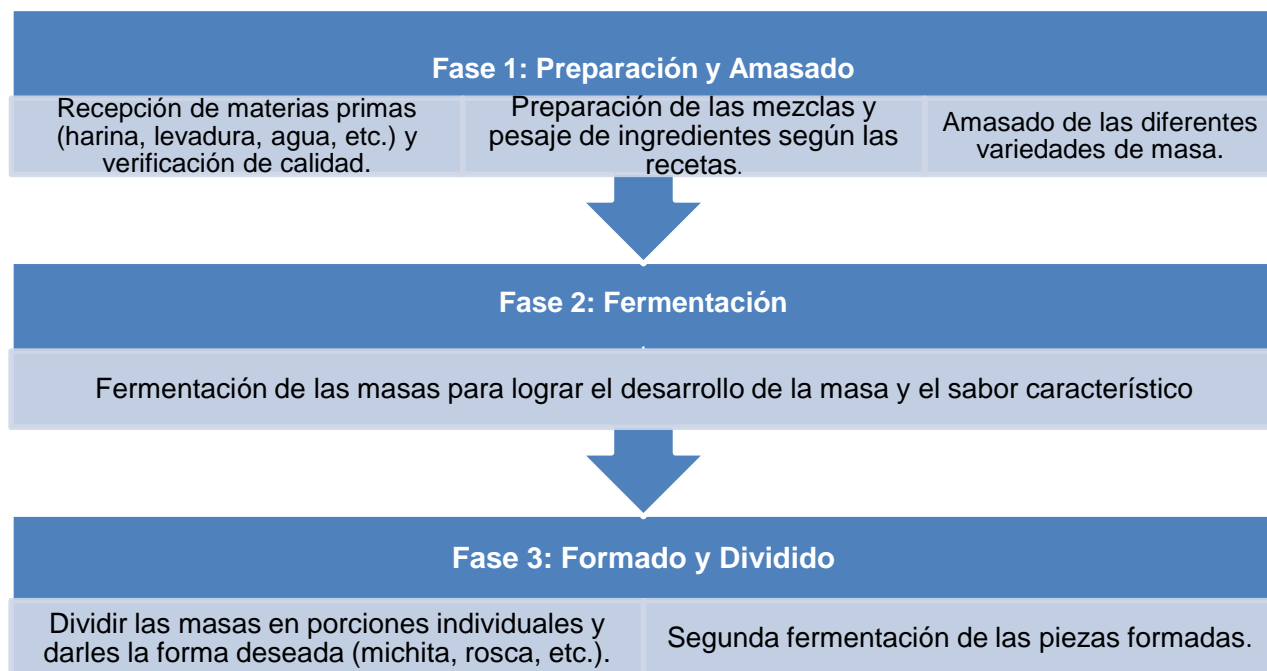 Fase 1: Preparación y Amasado
Recepción de materias primas
(harina, levadura, agua, etc.) y
verificación de calidad.
Preparación de las mezclas y
pesaje de ingredientes según las
recetas.
Amasado de las diferentes
variedades de masa.
Fase 2: Fermentación
Fermentación de las masas para lograr el desarrollo de la masa y el sabor característico
Fase 3: Formado y Dividido
Dividir las masas en porciones individuales y
darles la forma deseada (michita, rosca, etc.).
Segunda fermentación de las piezas formadas.